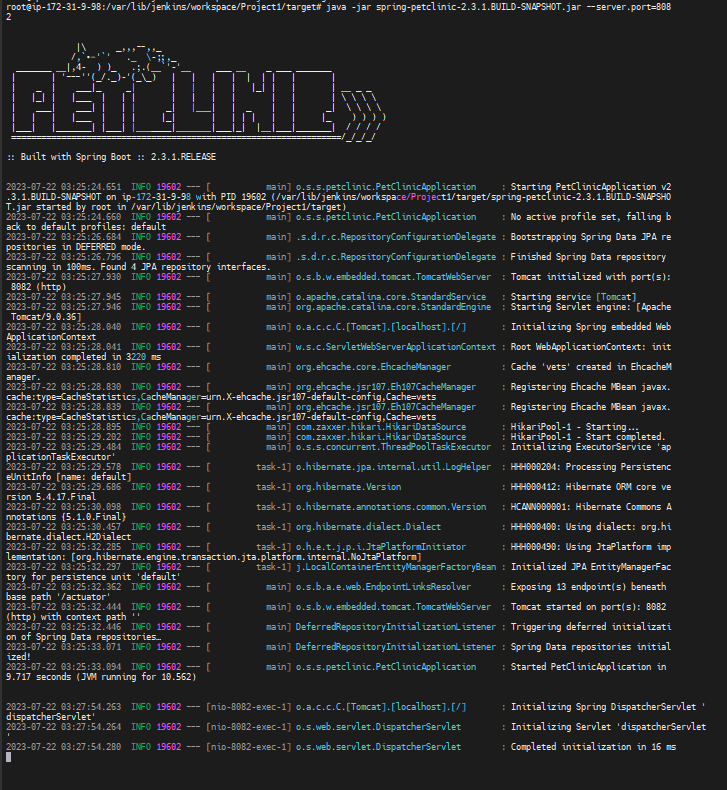 root@ip-172-31-9-98:/var/lib/jenkins/workspace/Project1/target# java -jar spring-petclinic-2.3.1.BUILD-SNAPSHOT.jar --server.port=808
2
:: Built with Spring Boot :: 2.3.1.RELEASE
2023-07-22 03:25:24.651  INFO 19602 --- [           main] o.s.s.petclinic.PetClinicApplication     : Starting PetClinicApplication v2
.3.1.BUILD-SNAPSHOT on ip-172-31-9-98 with PID 19602 (/var/lib/jenkins/workspace/Project1/target/spring-petclinic-2.3.1.BUILD-SNAPSHO
T.jar started by root in /var/lib/jenkins/workspace/Project1/target)
2023-07-22 03:25:24.660  INFO 19602 --- [           main] o.s.s.petclinic.PetClinicApplication     : No active profile set, falling b
ack to default profiles: default
2023-07-22 03:25:26.684  INFO 19602 --- [           main] .s.d.r.c.RepositoryConfigurationDelegate : Bootstrapping Spring Data JPA re
positories in DEFERRED mode.
2023-07-22 03:25:26.796  INFO 19602 --- [           main] .s.d.r.c.RepositoryConfigurationDelegate : Finished Spring Data repository
scanning in 100ms. Found 4 JPA repository interfaces.
2023-07-22 03:25:27.930  INFO 19602 --- [           main] o.s.b.w.embedded.tomcat.TomcatWebServer  : Tomcat initialized with port(s):
 8082 (http)
2023-07-22 03:25:27.945  INFO 19602 --- [           main] o.apache.catalina.core.StandardService   : Starting service [Tomcat]
2023-07-22 03:25:27.946  INFO 19602 --- [           main] org.apache.catalina.core.StandardEngine  : Starting Servlet engine: [Apache
 Tomcat/9.0.36]
2023-07-22 03:25:28.040  INFO 19602 --- [           main] o.a.c.c.C.[Tomcat].[localhost].[/]       : Initializing Spring embedded Web
ApplicationContext
2023-07-22 03:25:28.041  INFO 19602 --- [           main] w.s.c.ServletWebServerApplicationContext : Root WebApplicationContext: init
ialization completed in 3220 ms
2023-07-22 03:25:28.810  INFO 19602 --- [           main] org.ehcache.core.EhcacheManager          : Cache 'vets' created in EhcacheM
anager.
2023-07-22 03:25:28.830  INFO 19602 --- [           main] org.ehcache.jsr107.Eh107CacheManager     : Registering Ehcache MBean javax.
cache:type=CacheStatistics,CacheManager=urn.X-ehcache.jsr107-default-config,Cache=vets
2023-07-22 03:25:28.839  INFO 19602 --- [           main] org.ehcache.jsr107.Eh107CacheManager     : Registering Ehcache MBean javax.
cache:type=CacheStatistics,CacheManager=urn.X-ehcache.jsr107-default-config,Cache=vets
2023-07-22 03:25:28.895  INFO 19602 --- [           main] com.zaxxer.hikari.HikariDataSource       : HikariPool-1 - Starting...
2023-07-22 03:25:29.202  INFO 19602 --- [           main] com.zaxxer.hikari.HikariDataSource       : HikariPool-1 - Start completed.
2023-07-22 03:25:29.484  INFO 19602 --- [           main] o.s.s.concurrent.ThreadPoolTaskExecutor  : Initializing ExecutorService 'ap
plicationTaskExecutor'
2023-07-22 03:25:29.578  INFO 19602 --- [         task-1] o.hibernate.jpa.internal.util.LogHelper  : HHH000204: Processing Persistenc
eUnitInfo [name: default]
2023-07-22 03:25:29.686  INFO 19602 --- [         task-1] org.hibernate.Version                    : HHH000412: Hibernate ORM core ve
rsion 5.4.17.Final
2023-07-22 03:25:30.098  INFO 19602 --- [         task-1] o.hibernate.annotations.common.Version   : HCANN000001: Hibernate Commons A
nnotations {5.1.0.Final}
2023-07-22 03:25:30.457  INFO 19602 --- [         task-1] org.hibernate.dialect.Dialect            : HHH000400: Using dialect: org.hi
bernate.dialect.H2Dialect
2023-07-22 03:25:32.285  INFO 19602 --- [         task-1] o.h.e.t.j.p.i.JtaPlatformInitiator       : HHH000490: Using JtaPlatform imp
lementation: [org.hibernate.engine.transaction.jta.platform.internal.NoJtaPlatform]
2023-07-22 03:25:32.297  INFO 19602 --- [         task-1] j.LocalContainerEntityManagerFactoryBean : Initialized JPA EntityManagerFac
tory for persistence unit 'default'
2023-07-22 03:25:32.362  INFO 19602 --- [           main] o.s.b.a.e.web.EndpointLinksResolver      : Exposing 13 endpoint(s) beneath
base path '/actuator'
2023-07-22 03:25:32.444  INFO 19602 --- [           main] o.s.b.w.embedded.tomcat.TomcatWebServer  : Tomcat started on port(s): 8082
(http) with context path ''
2023-07-22 03:25:32.446  INFO 19602 --- [           main] DeferredRepositoryInitializationListener : Triggering deferred initializati
on of Spring Data repositories…
2023-07-22 03:25:33.071  INFO 19602 --- [           main] DeferredRepositoryInitializationListener : Spring Data repositories initial
ized!
2023-07-22 03:25:33.094  INFO 19602 --- [           main] o.s.s.petclinic.PetClinicApplication     : Started PetClinicApplication in
9.717 seconds (JVM running for 10.562)
2023-07-22 03:27:54.263  INFO 19602 --- [nio-8082-exec-1] o.a.c.c.C.[Tomcat].[localhost].[/]       : Initializing Spring DispatcherServlet '
dispatcherServlet'
2023-07-22 03:27:54.264  INFO 19602 --- [nio-8082-exec-1] o.s.web.servlet.DispatcherServlet        : Initializing Servlet 'dispatcherServlet
'
2023-07-22 03:27:54.280  INFO 19602 --- [nio-8082-exec-1] o.s.web.servlet.DispatcherServlet        : Completed initialization in 16 ms